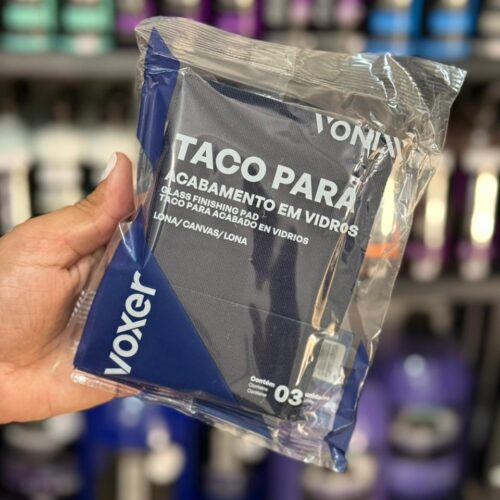 VONIXX
TACO PARA
ACABAMENTO EM VIDROS
GLASS FINISHING PAD
TACO PARA ACABADO EN VIDRIOS
LONA/ CANVAS/ LONA
voxer
Contém
03